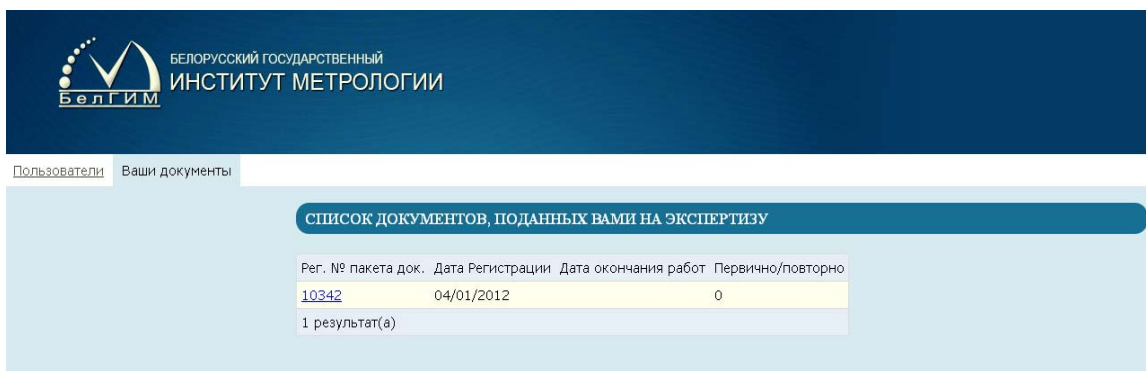 БЕЛОРУССКИЙ ГОСУДАРСТВЕННЫЙ
ИНСТИТУТ МЕТРОЛОГИИ
БелГИМ
Пользователи Ваши документы
СПИСОК ДОКУМЕНТОВ, ПОДАННЫХ ВАМИ НА ЭКСПЕРТИЗУ
Рег. № пакета док. Дата Регистрации Дата окончания работ Первично/повторно
10342 04/01/2012 0
1 результат(а)